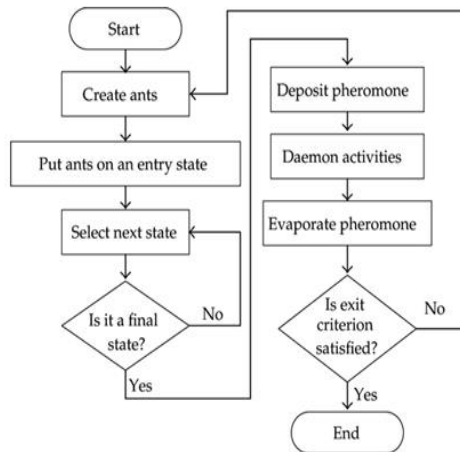 Start
Create ants
Put ants on an entry state
Select next state
Is it a final
state?
No
Yes
Deposit pheromone
Daemon activities
Evaporate pheromone
Is exit
criterion
satisfied?
No
Yes
End